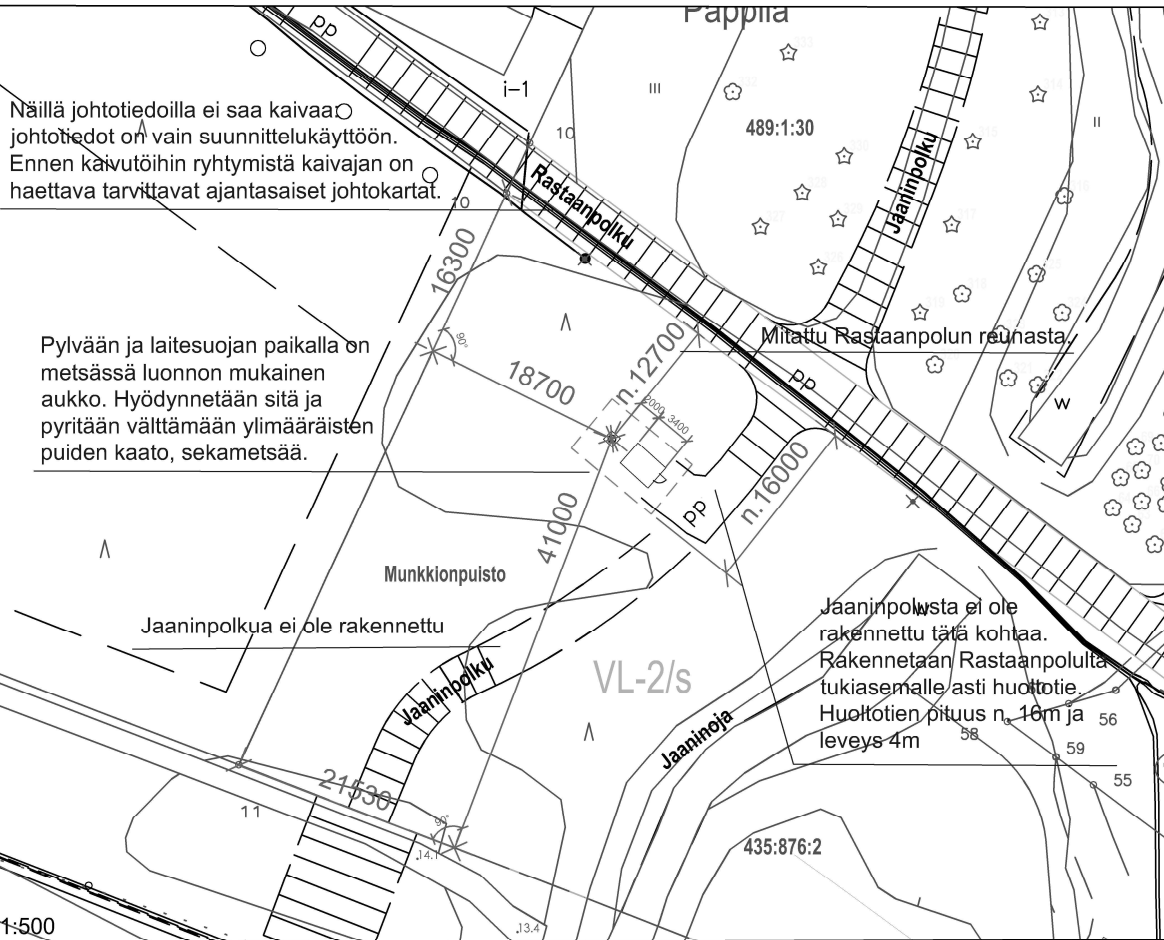 Pappila
pp
i-1
III
II
489:1:30
10
Näillä johtotiedoilla ei saa kaivaa:
johtotiedot on vain suunnittelukäyttöön.
Ennen kaivutöihin ryhtymistä kaivajan on
haettava tarvittavat ajantasaiset johtokartat.
10
Rastaanpolku
Jaaninpolku
16300
90°
Pylvään ja laitesuojan paikalla on
metsässä luonnon mukainen
aukko. Hyödynnetään sitä ja
pyritään välttämään ylimääräisten
puiden kaato, sekametsää.
18700
n.12700
Mitattu Rastaanpolun reunasta.
pp
2000
3400
W
n.16000
pp
41000
Munkkionpuisto
Jaaninpolkua ei ole rakennettu
VL-2/s
Jaaninpolku
Jaaninoja
W
Jaaninpolusta ei ole
rakennettu tätä kohtaa.
Rakennetaan Rastaanpolulta
tukiasemalle asti huoltotie.
Huoltotien pituus n. 16m ja
leveys 4m
60
56
58
59
55
21530
11
90°
14.1
435:876:2
13.4
1:500